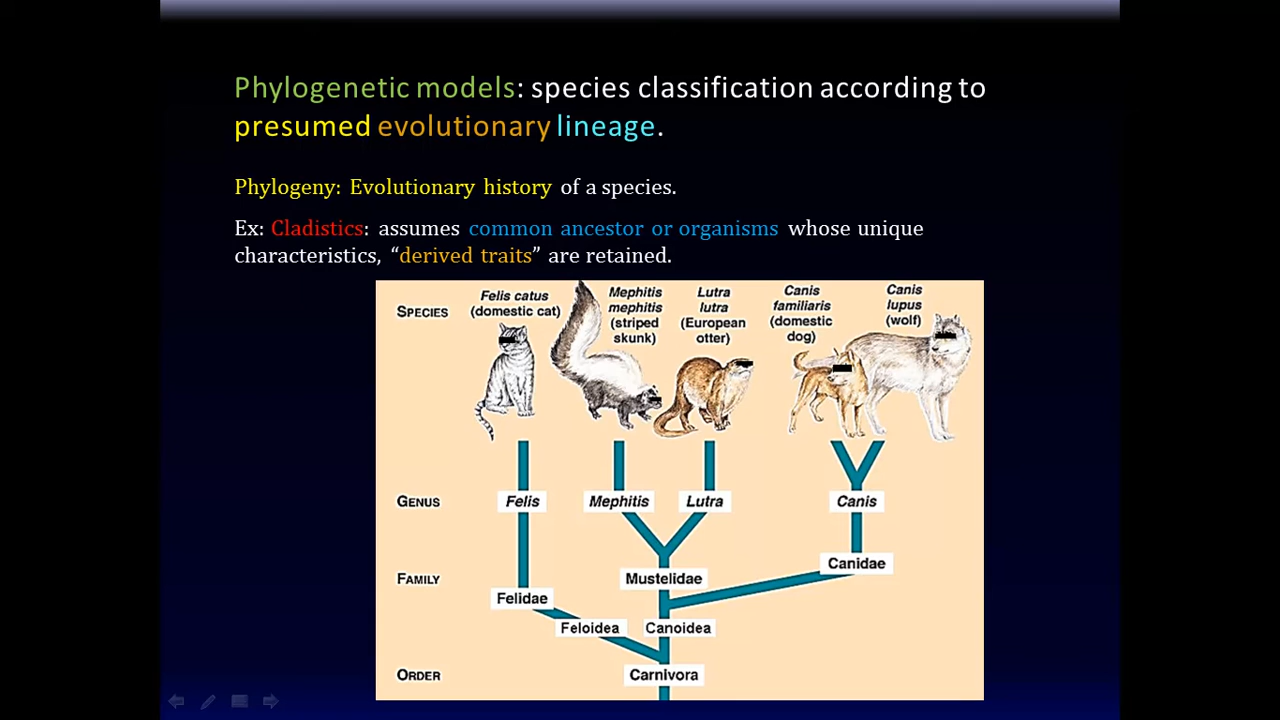 Phylogenetic models: species classification according to
presumed evolutionary lineage.
Phylogeny: Evolutionary history of a species.
Ex: Cladistics: assumes common ancestor or organisms whose unique
characteristics, “derived traits” are retained.
SPECIES
Felis catus
(domestic cat)
Mephitis
mephitis
(striped
skunk)
Lutra
lutra
(European
otter)
Canis
familiaris
(domestic
dog)
Canis
lupus
(wolf)
GENUS
Felis
Mephitis
Lutra
Canis
FAMILY
Felidae
Mustelidae
Canidae
Feloidea
Canoidea
ORDER
Carnivora